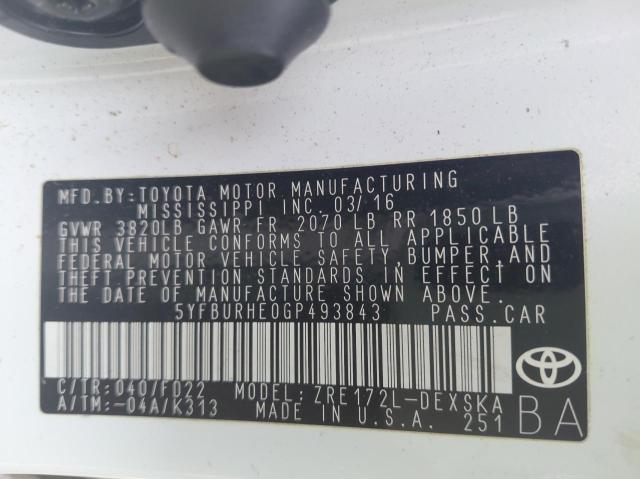 MFD.BY:TOYOTA MOTOR MANUFACTURING
MISSISSIPPI INC. 03/16
GVWR 3820LB GAWR FR 2070 LB RR 1850 LB
THIS VEHICLE CONFORMS TO ALL APPLICABLE
FEDERAL MOTOR VEHICLE SAFETY,BUMPER,AND
THEFT PREVENTION STANDARDS IN EFFECT ON
THE DATE OF MANUFACTURE SHOWN ABOVE.
5YFBURHE0GP493843 PASS.CAR
C/TR:040/FD22 MODEL:ZRE172L-DEXSKA
A/TM:-04A/K313 MADE IN U.S.A. 251
BA